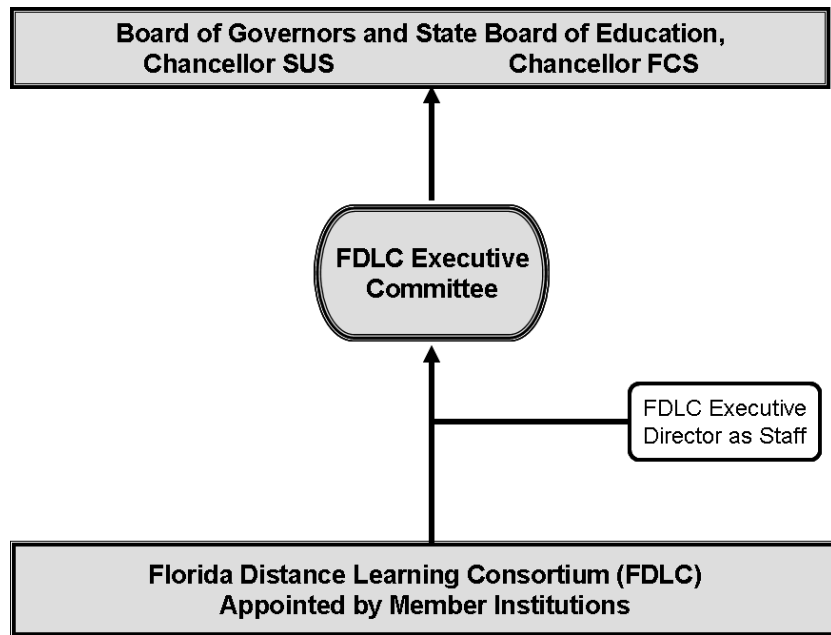 Board of Governors and State Board of Education,
Chancellor SUS Chancellor FCS
FDLC Executive
Committee
FDLC Executive
Director as Staff
Florida Distance Learning Consortium (FDLC)
Appointed by Member Institutions